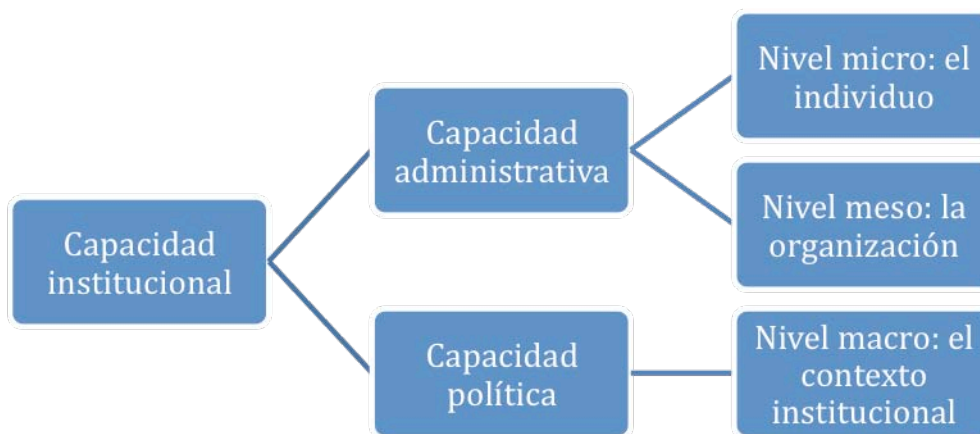 Capacidad
institucional
Capacidad
administrativa
Nivel micro: el
individuo
Nivel meso: la
organización
Capacidad
política
Nivel macro: el
contexto
institucional